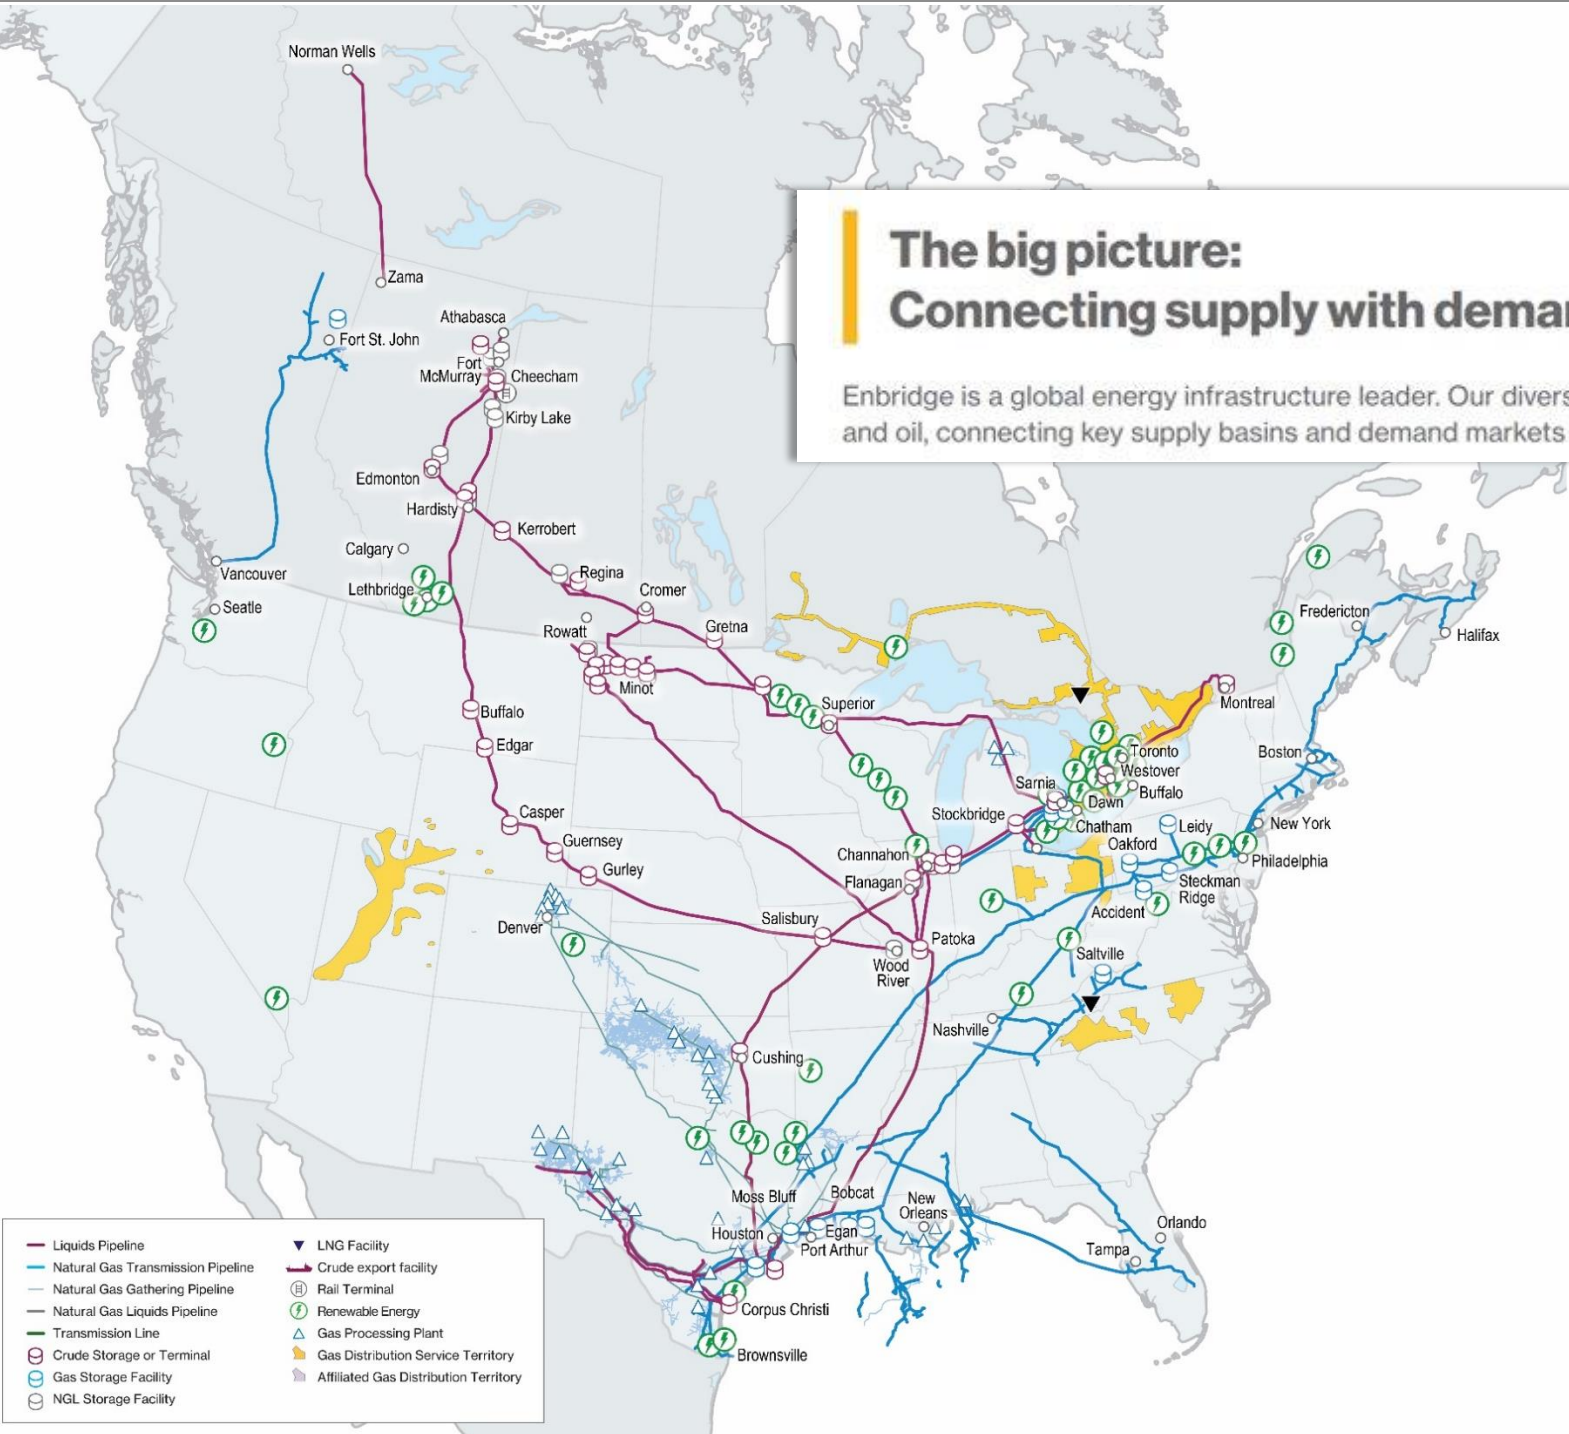 Norman Wells
Zama
Fort St. John
Athabasca
Fort
McMurray
Cheecham
Kirby Lake
Edmonton
Hardisty
Kerrobert
Calgary
Vancouver
Lethbridge
Seatle
Regina
Cromer
Rowatt
Gretna
Minot
Superior
Buffalo
Edgar
Casper
Guernsey
Gurley
Denver
Salisbury
Wood
River
Patoka
Cushing
Channahon
Flanagan
Stockbridge
Sarnia
Dawn
Chatham
Toronto
Westover
Buffalo
Montreal
Fredericton
Halifax
Boston
New York
Philadelphia
Leidy
Oakford
Steckman
Ridge
Accident
Saltville
Nashville
Moss Bluff
Bobcat
New
Orleans
Houston
Egan
Port Arthur
Corpus Christi
Brownsville
Orlando
Tampa
The big picture:
Connecting supply with demar
Enbridge is a global energy infrastructure leader. Our divers
and oil, connecting key supply basins and demand markets
Liquids Pipeline
Natural Gas Transmission Pipeline
Natural Gas Gathering Pipeline
Natural Gas Liquids Pipeline
Transmission Line
Crude Storage or Terminal
Gas Storage Facility
NGL Storage Facility
LNG Facility
Crude export facility
Rail Terminal
Renewable Energy
Gas Processing Plant
Gas Distribution Service Territory
Affiliated Gas Distribution Territory